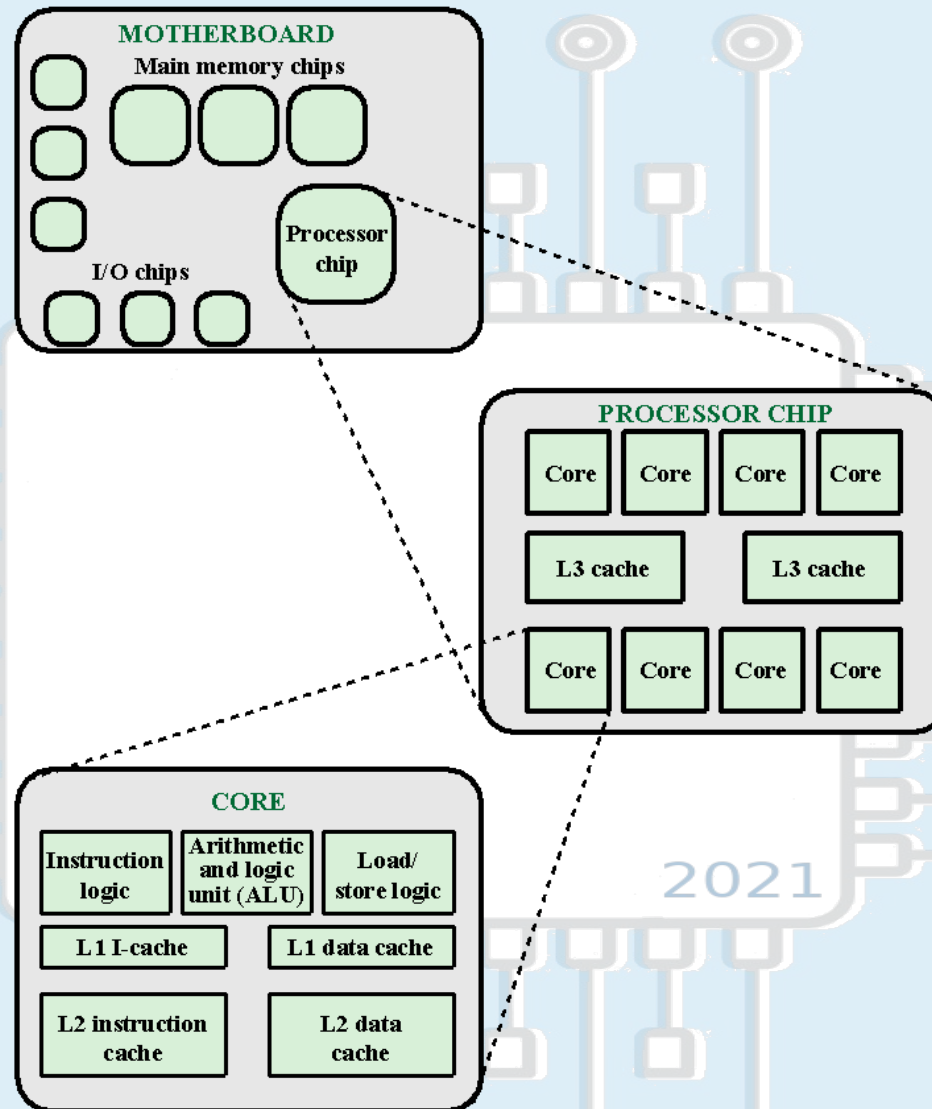 MOTHERBOARD
Main memory chips
Processor
chip
I/O chips
PROCESSOR CHIP
Core
Core
Core
Core
L3 cache
L3 cache
Core
Core
Core
Core
CORE
Instruction
logic
Arithmetic
and logic
unit (ALU)
Load/
store logic
L1 I-cache
L1 data cache
L2 instruction
cache
L2 data
cache
2021